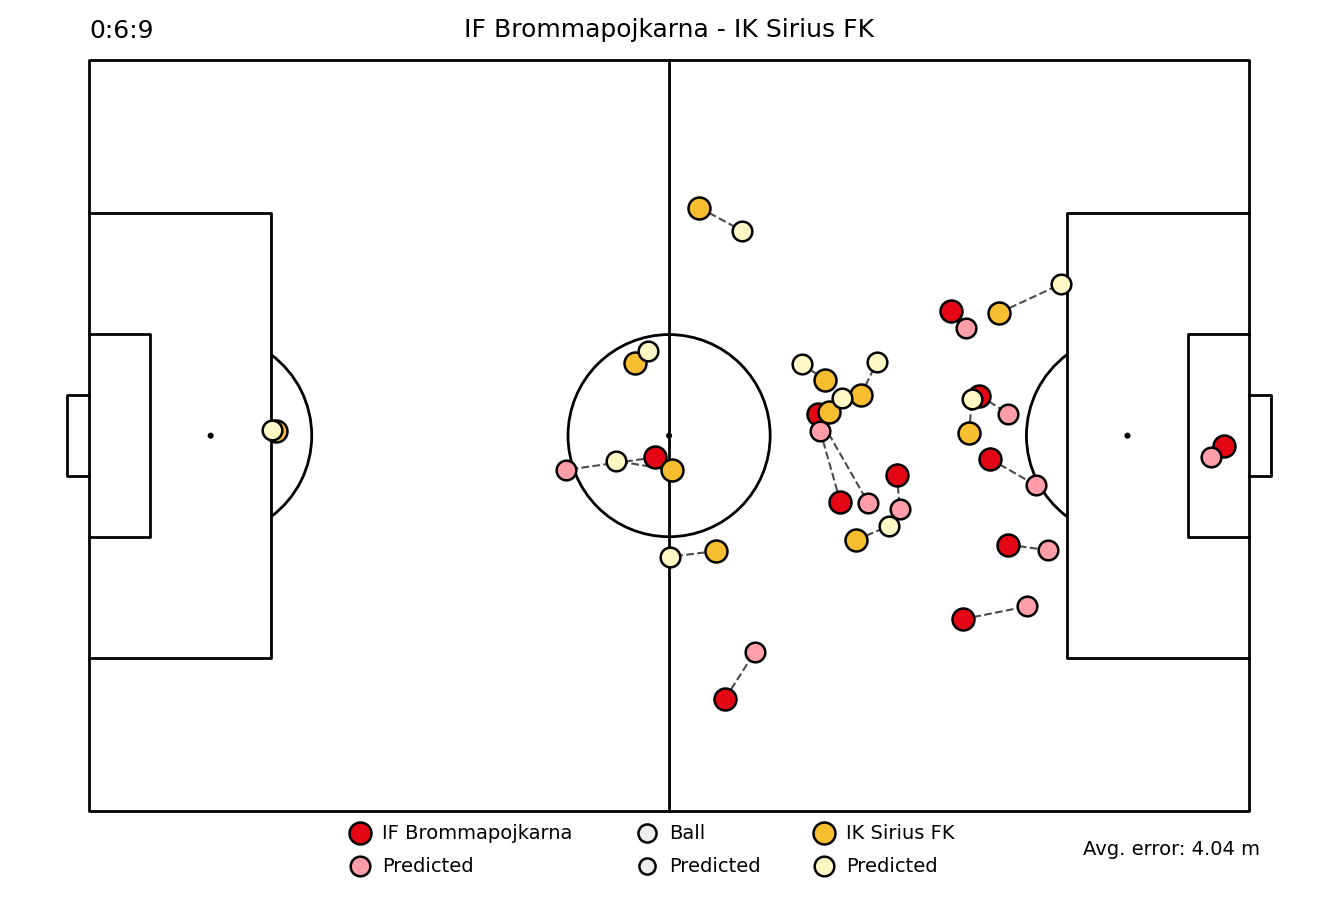 0:6:9
IF Brommapojkarna - IK Sirius FK
IF Brommapojkarna
Predicted
Ball
Predicted
IK Sirius FK
Predicted
Avg. error: 4.04 m